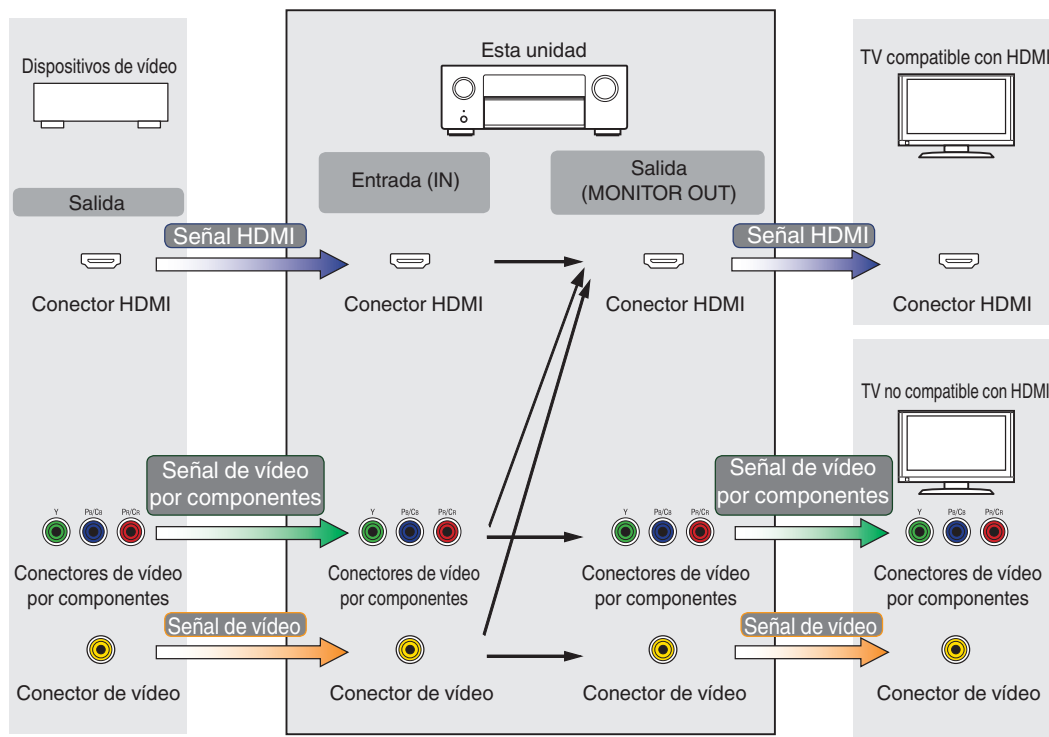 Dispositivos de vídeo
Esta unidad
TV compatible con HDMI
Salida
Entrada (IN)
Salida
(MONITOR OUT)
Señal HDMI
Señal HDMI
Conector HDMI
Conector HDMI
Conector HDMI
Conector HDMI
TV no compatible con HDMI
Señal de vídeo
por componentes
Señal de vídeo
por componentes
Y PB/CB PR/CR
Y PB/CB PR/CR
Y PB/CB PR/CR
Y PB/CB PR/CR
Conectores de vídeo
por componentes
Conectores de vídeo
por componentes
Conectores de vídeo
por componentes
Conectores de vídeo
por componentes
Señal de vídeo
Señal de vídeo
Conector de vídeo
Conector de vídeo
Conector de vídeo
Conector de vídeo